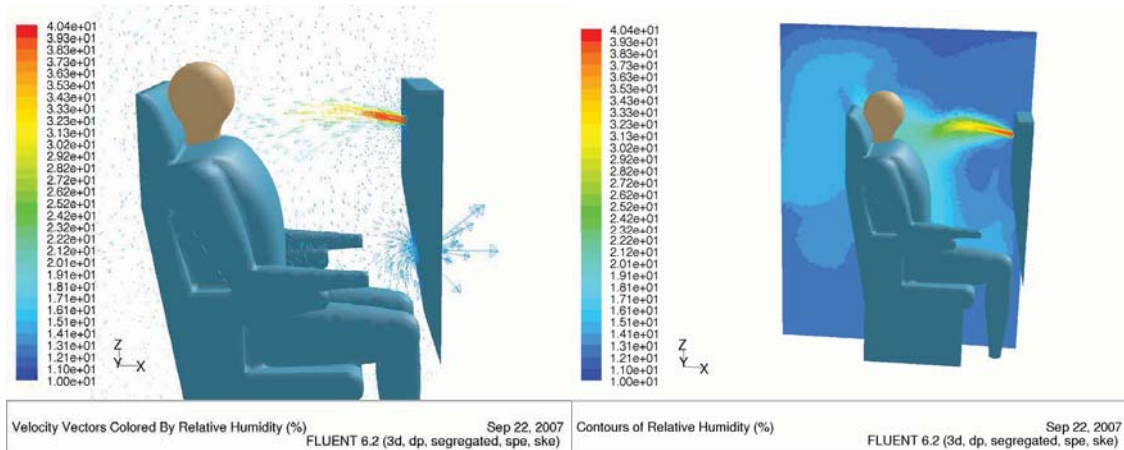 4.04e+01
3.93e+01
3.73e+01
3.63e+01
3.53e+01
3.43e+01
3.33e+01
3.23e+01
3.13e+01
3.02e+01
2.92e+01
2.82e+01
2.72e+01
2.62e+01
2.52e+01
2.42e+01
2.32e+01
2.22e+01
2.12e+01
2.01e+01
1.91e+01
1.81e+01
1.71e+01
1.61e+01
1.51e+01
1.41e+01
1.31e+01
1.21e+01
1.10e+01
1.00e+01
Z
Y X
Velocity Vectors Colored By Relative Humidity (%) Sep 22, 2007
FLUENT 6.2 (3d, dp, segregated, spe, ske)
4.04e+01
3.93e+01
3.73e+01
3.63e+01
3.53e+01
3.43e+01
3.33e+01
3.23e+01
3.13e+01
3.02e+01
2.92e+01
2.82e+01
2.72e+01
2.62e+01
2.52e+01
2.42e+01
2.32e+01
2.22e+01
2.12e+01
2.01e+01
1.91e+01
1.81e+01
1.71e+01
1.61e+01
1.51e+01
1.41e+01
1.31e+01
1.21e+01
1.10e+01
1.00e+01
Z
Y X
Contours of Relative Humidity (%) Sep 22, 2007
FLUENT 6.2 (3d, dp, segregated, spe, ske)